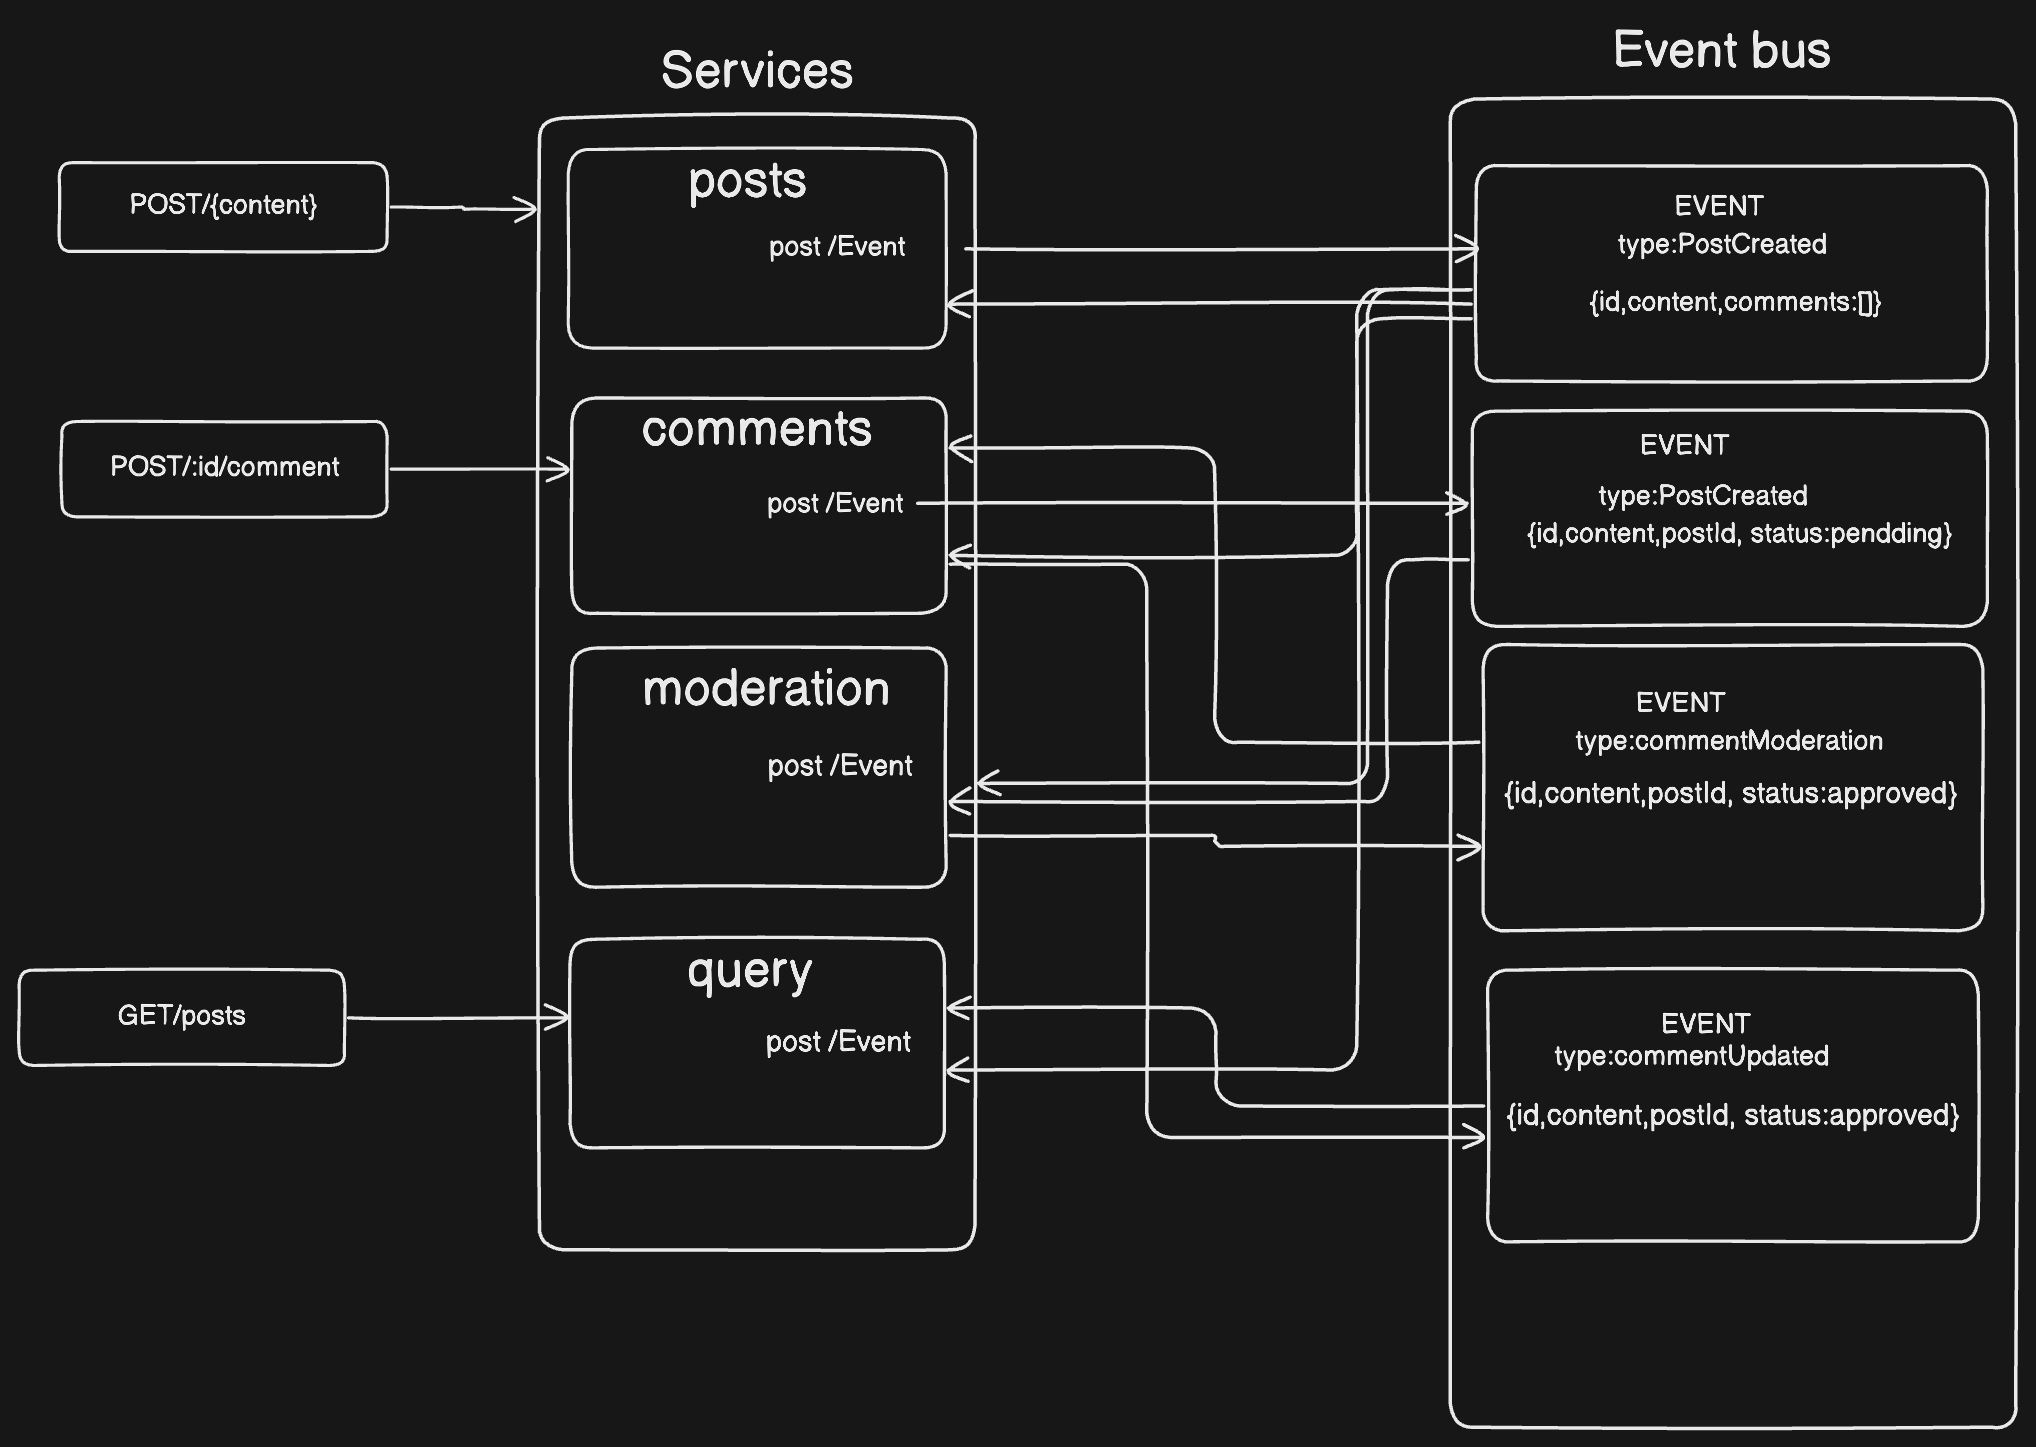 Services
Event bus
POST/{content}
posts
post /Event
EVENT
type:PostCreated
{id,content,comments:[]}
POST/:id/comment
comments
post /Event
EVENT
type:PostCreated
{id,content,postId, status:pendding}
moderation
post /Event
EVENT
type:commentModeration
{id,content,postId, status:approved}
GET/posts
query
post /Event
EVENT
type:commentUpdated
{id,content,postId, status:approved}